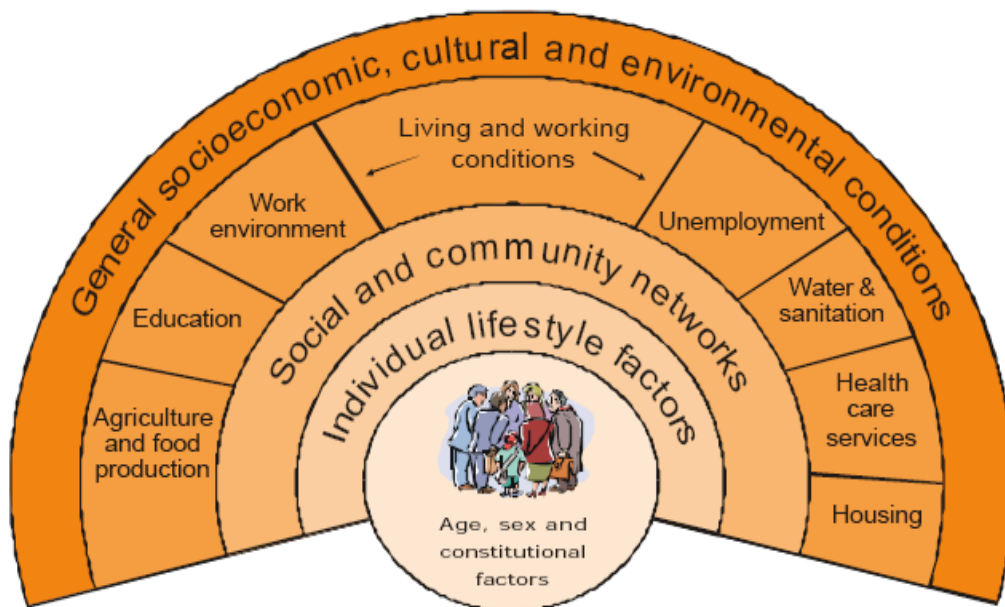 General socioeconomic, cultural and environmental conditions
Living and working
conditions
Work
environment
Unemployment
Education
Water &
sanitation
Agriculture
and food
production
Health
care
services
Housing
Social and community networks
Individual lifestyle factors
Age, sex and
constitutional
factors